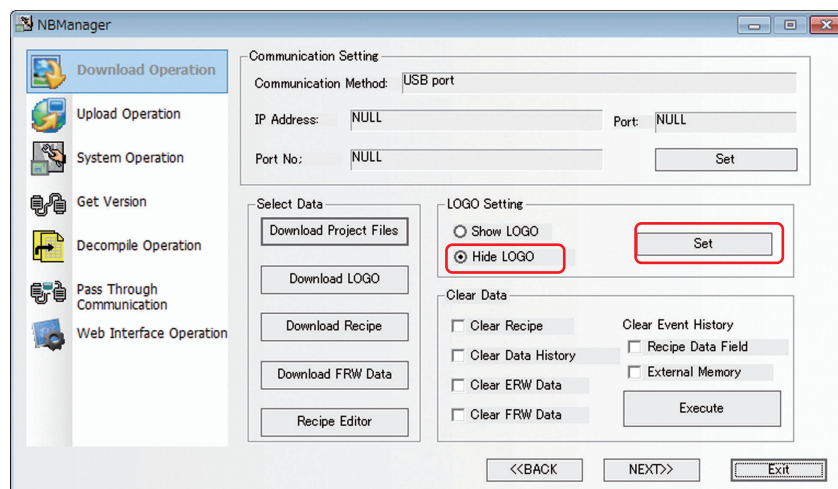 NBManager
Download Operation
Upload Operation
System Operation
Get Version
Decompile Operation
Pass Through
Communication
Web Interface Operation
Communication Setting
Communication Method: USB port
IP Address: NULL
Port: NULL
Port No; NULL
Set
Select Data
Download Project Files
Download LOGO
Download Recipe
Download FRW Data
Recipe Editor
LOGO Setting
Show LOGO
Hide LOGO
Set
Clear Data
Clear Recipe
Clear Data History
Clear ERW Data
Clear FRW Data
Clear Event History
Recipe Data Field
External Memory
Execute
<<BACK
NEXT>>
Exit